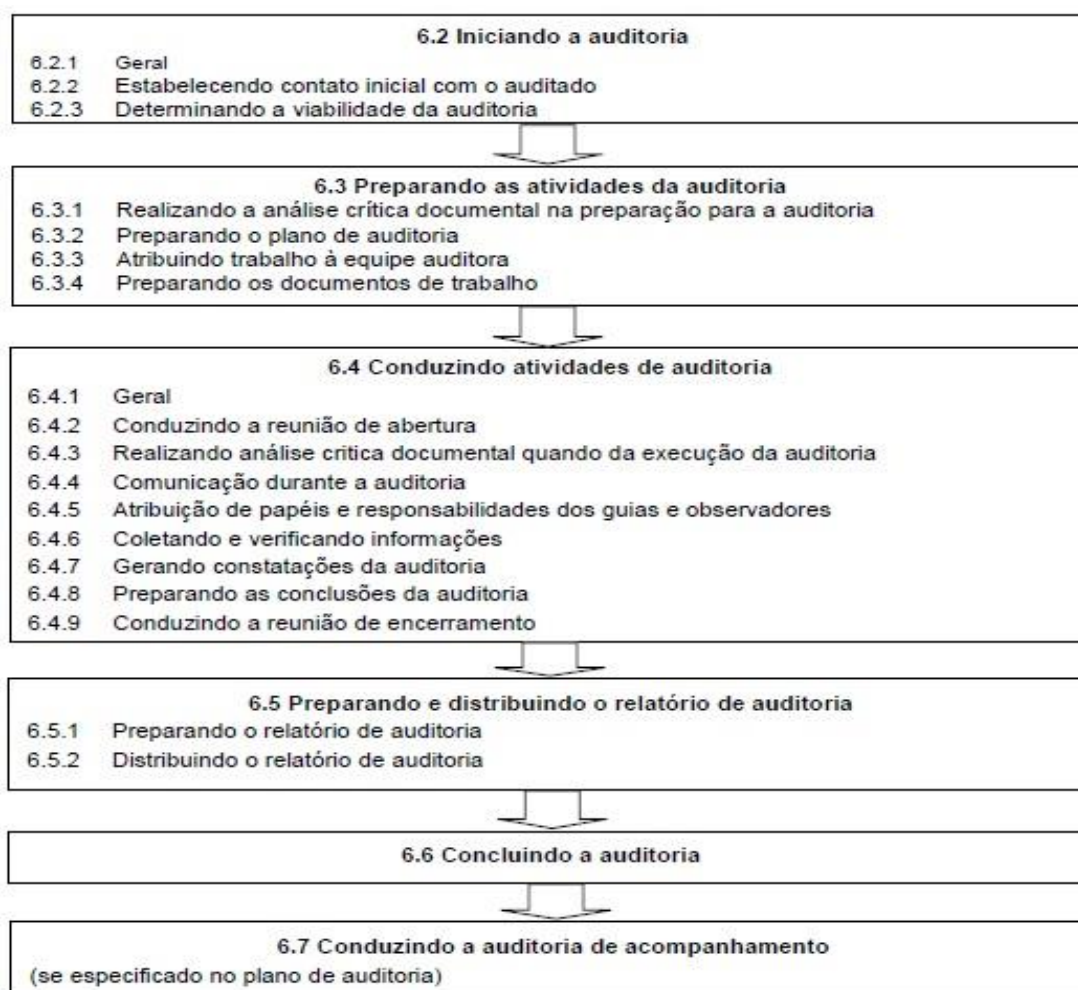 6.2 Iniciando a auditoria
6.2.1 Geral
6.2.2 Estabelecendo contato inicial com o auditado
6.2.3 Determinando a viabilidade da auditoria
6.3 Preparando as atividades da auditoria
6.3.1 Realizando a análise crítica documental na preparação para a auditoria
6.3.2 Preparando o plano de auditoria
6.3.3 Atribuindo trabalho à equipe auditora
6.3.4 Preparando os documentos de trabalho
6.4 Conduzindo atividades de auditoria
6.4.1 Geral
6.4.2 Conduzindo a reunião de abertura
6.4.3 Realizando análise critica documental quando da execução da auditoria
6.4.4 Comunicação durante a auditoria
6.4.5 Atribuição de papéis e responsabilidades dos guias e observadores
6.4.6 Coletando e verificando informações
6.4.7 Gerando constatações da auditoria
6.4.8 Preparando as conclusões da auditoria
6.4.9 Conduzindo a reunião de encerramento
6.5 Preparando e distribuindo o relatório de auditoria
6.5.1 Preparando o relatório de auditoria
6.5.2 Distribuindo o relatório de auditoria
6.6 Concluindo a auditoria
6.7 Conduzindo a auditoria de acompanhamento
(se especificado no plano de auditoria)